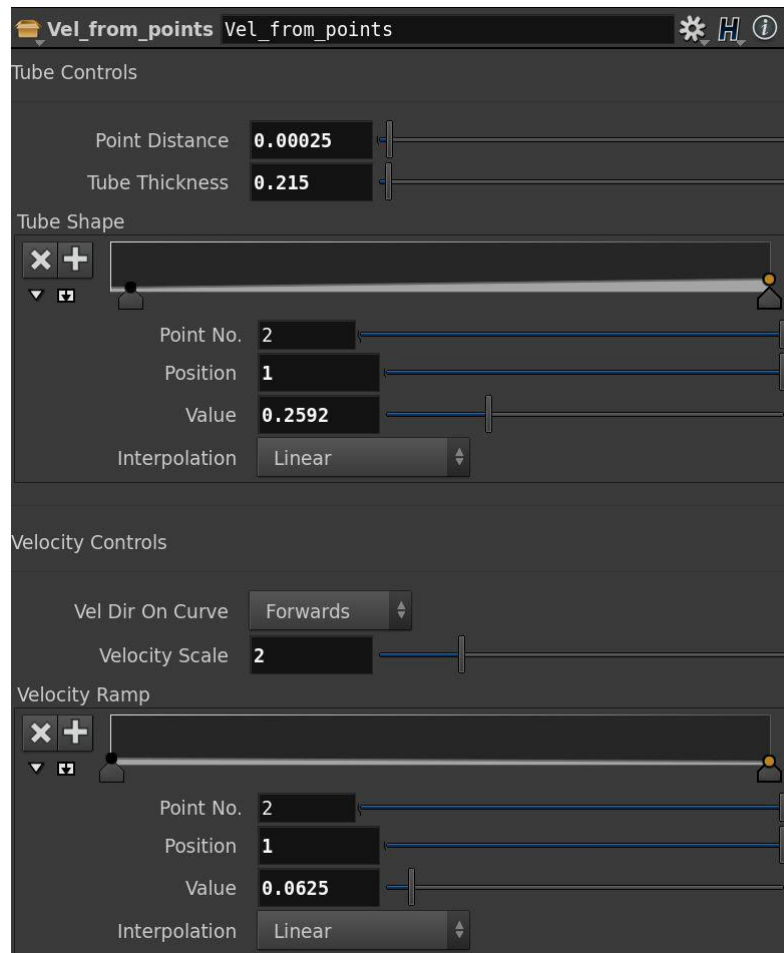 Vel_from_points Vel_from_points
Tube Controls
Point Distance 0.00025
Tube Thickness 0.215
Tube Shape
Point No. 2
Position 1
Value 0.2592
Interpolation Linear
Velocity Controls
Vel Dir On Curve Forwards
Velocity Scale 2
Velocity Ramp
Point No. 2
Position 1
Value 0.0625
Interpolation Linear